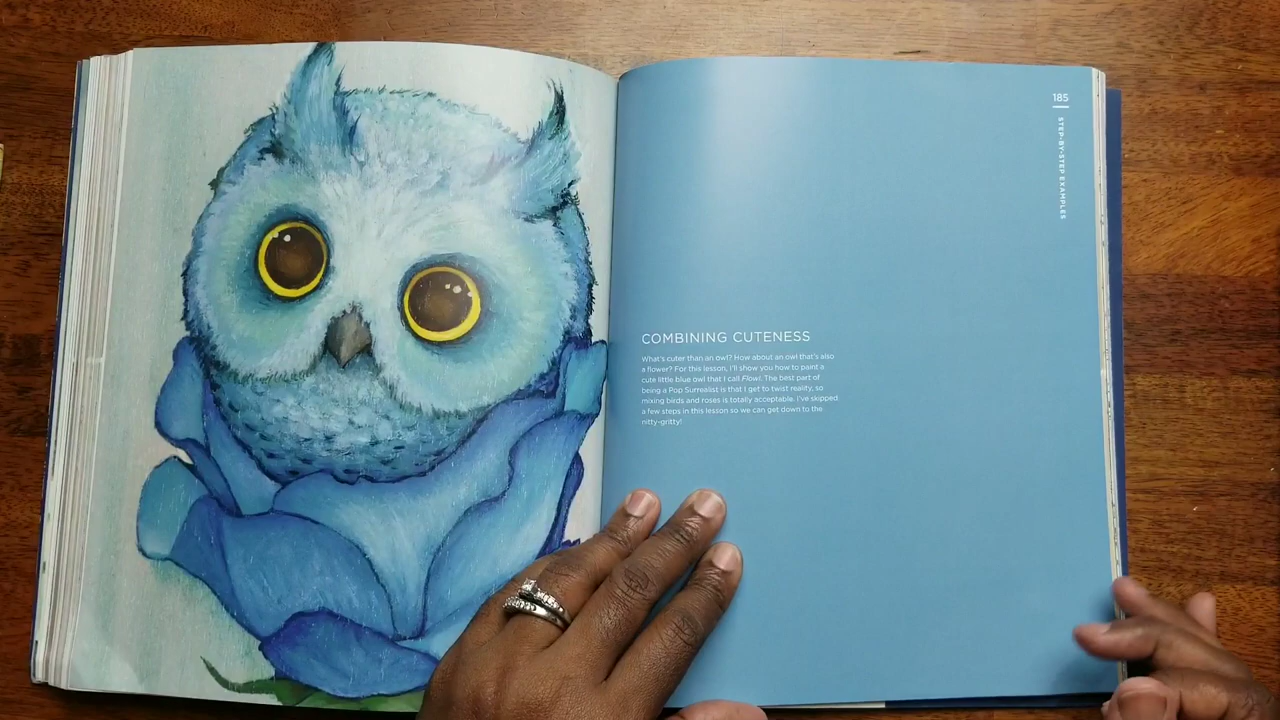 185
STEP-BY-STEP EXAMPLES
COMBINING CUTENESS
What's cuter than an owl? How about an owl that's also
a flower? For this lesson, I'll show you how to paint a
cute little blue owl that I call Flowl. The best part of
being a Pop Surrealist is that I get to twist reality, so
mixing birds and roses is totally acceptable. I've skipped
a few steps in this lesson so we can get down to the
nitty-gritty!